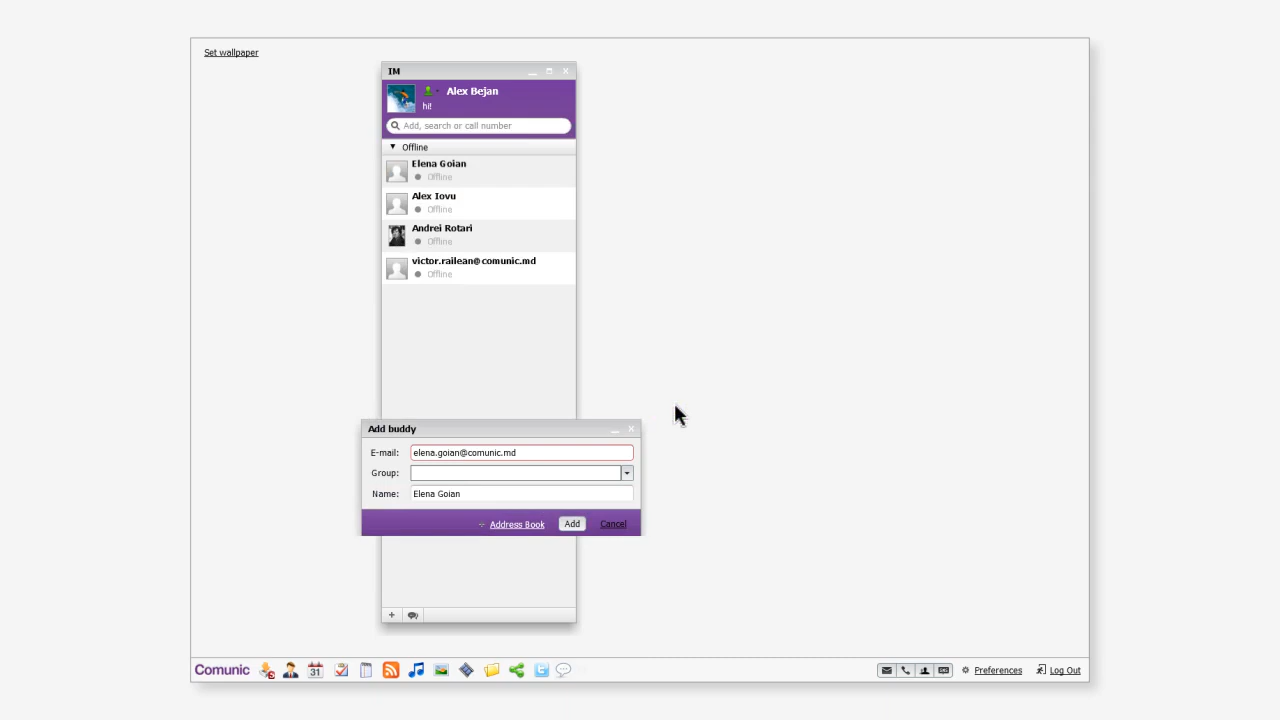 Set wallpaper
IM
Alex Bejan
hi!
Add, search or call number
Offline
Elena Goian
Offline
Alex Iovu
Offline
Andrei Rotari
Offline
victor.railean@comunic.md
Offline
Add buddy
E-mail: elena.goian@comunic.md
Group:
Name: Elena Goian
Address Book Add Cancel
Comunic 31 Preferences Log Out